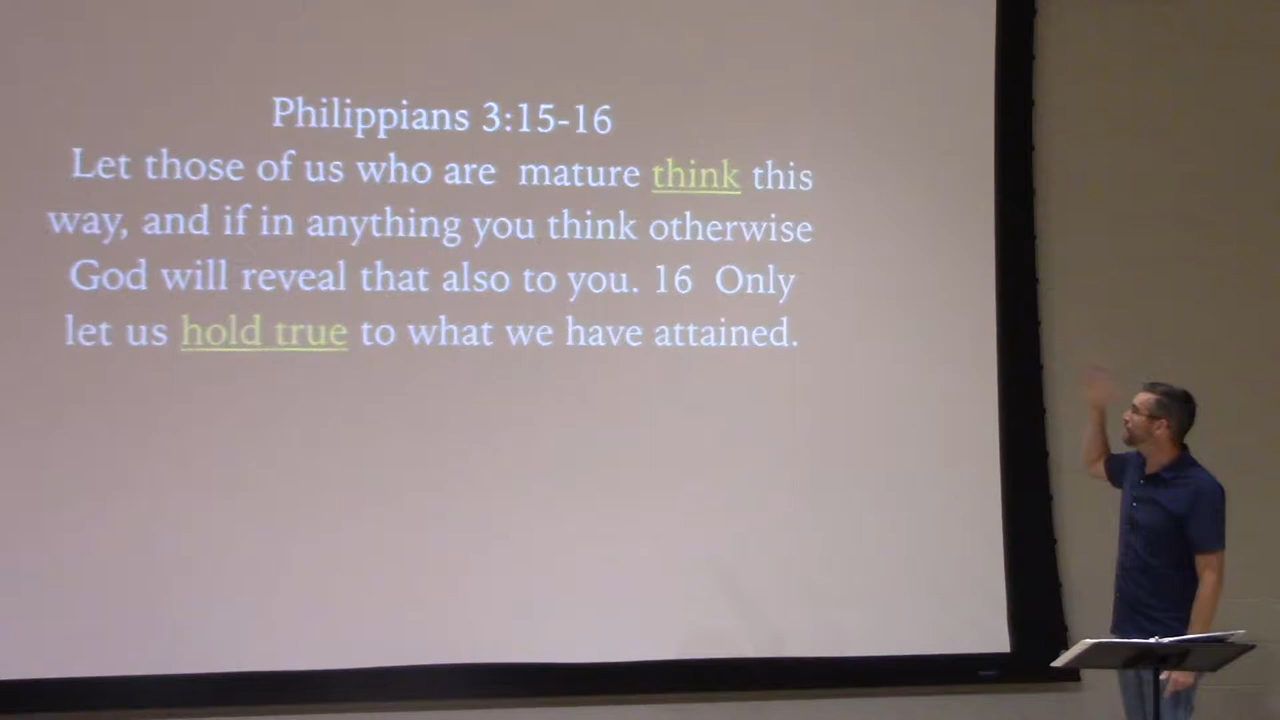 Philippians 3:15-16
Let those of us who are mature think this
way, and if in anything you think otherwise
God will reveal that also to you. 16 Only
let us hold true to what we have attained.